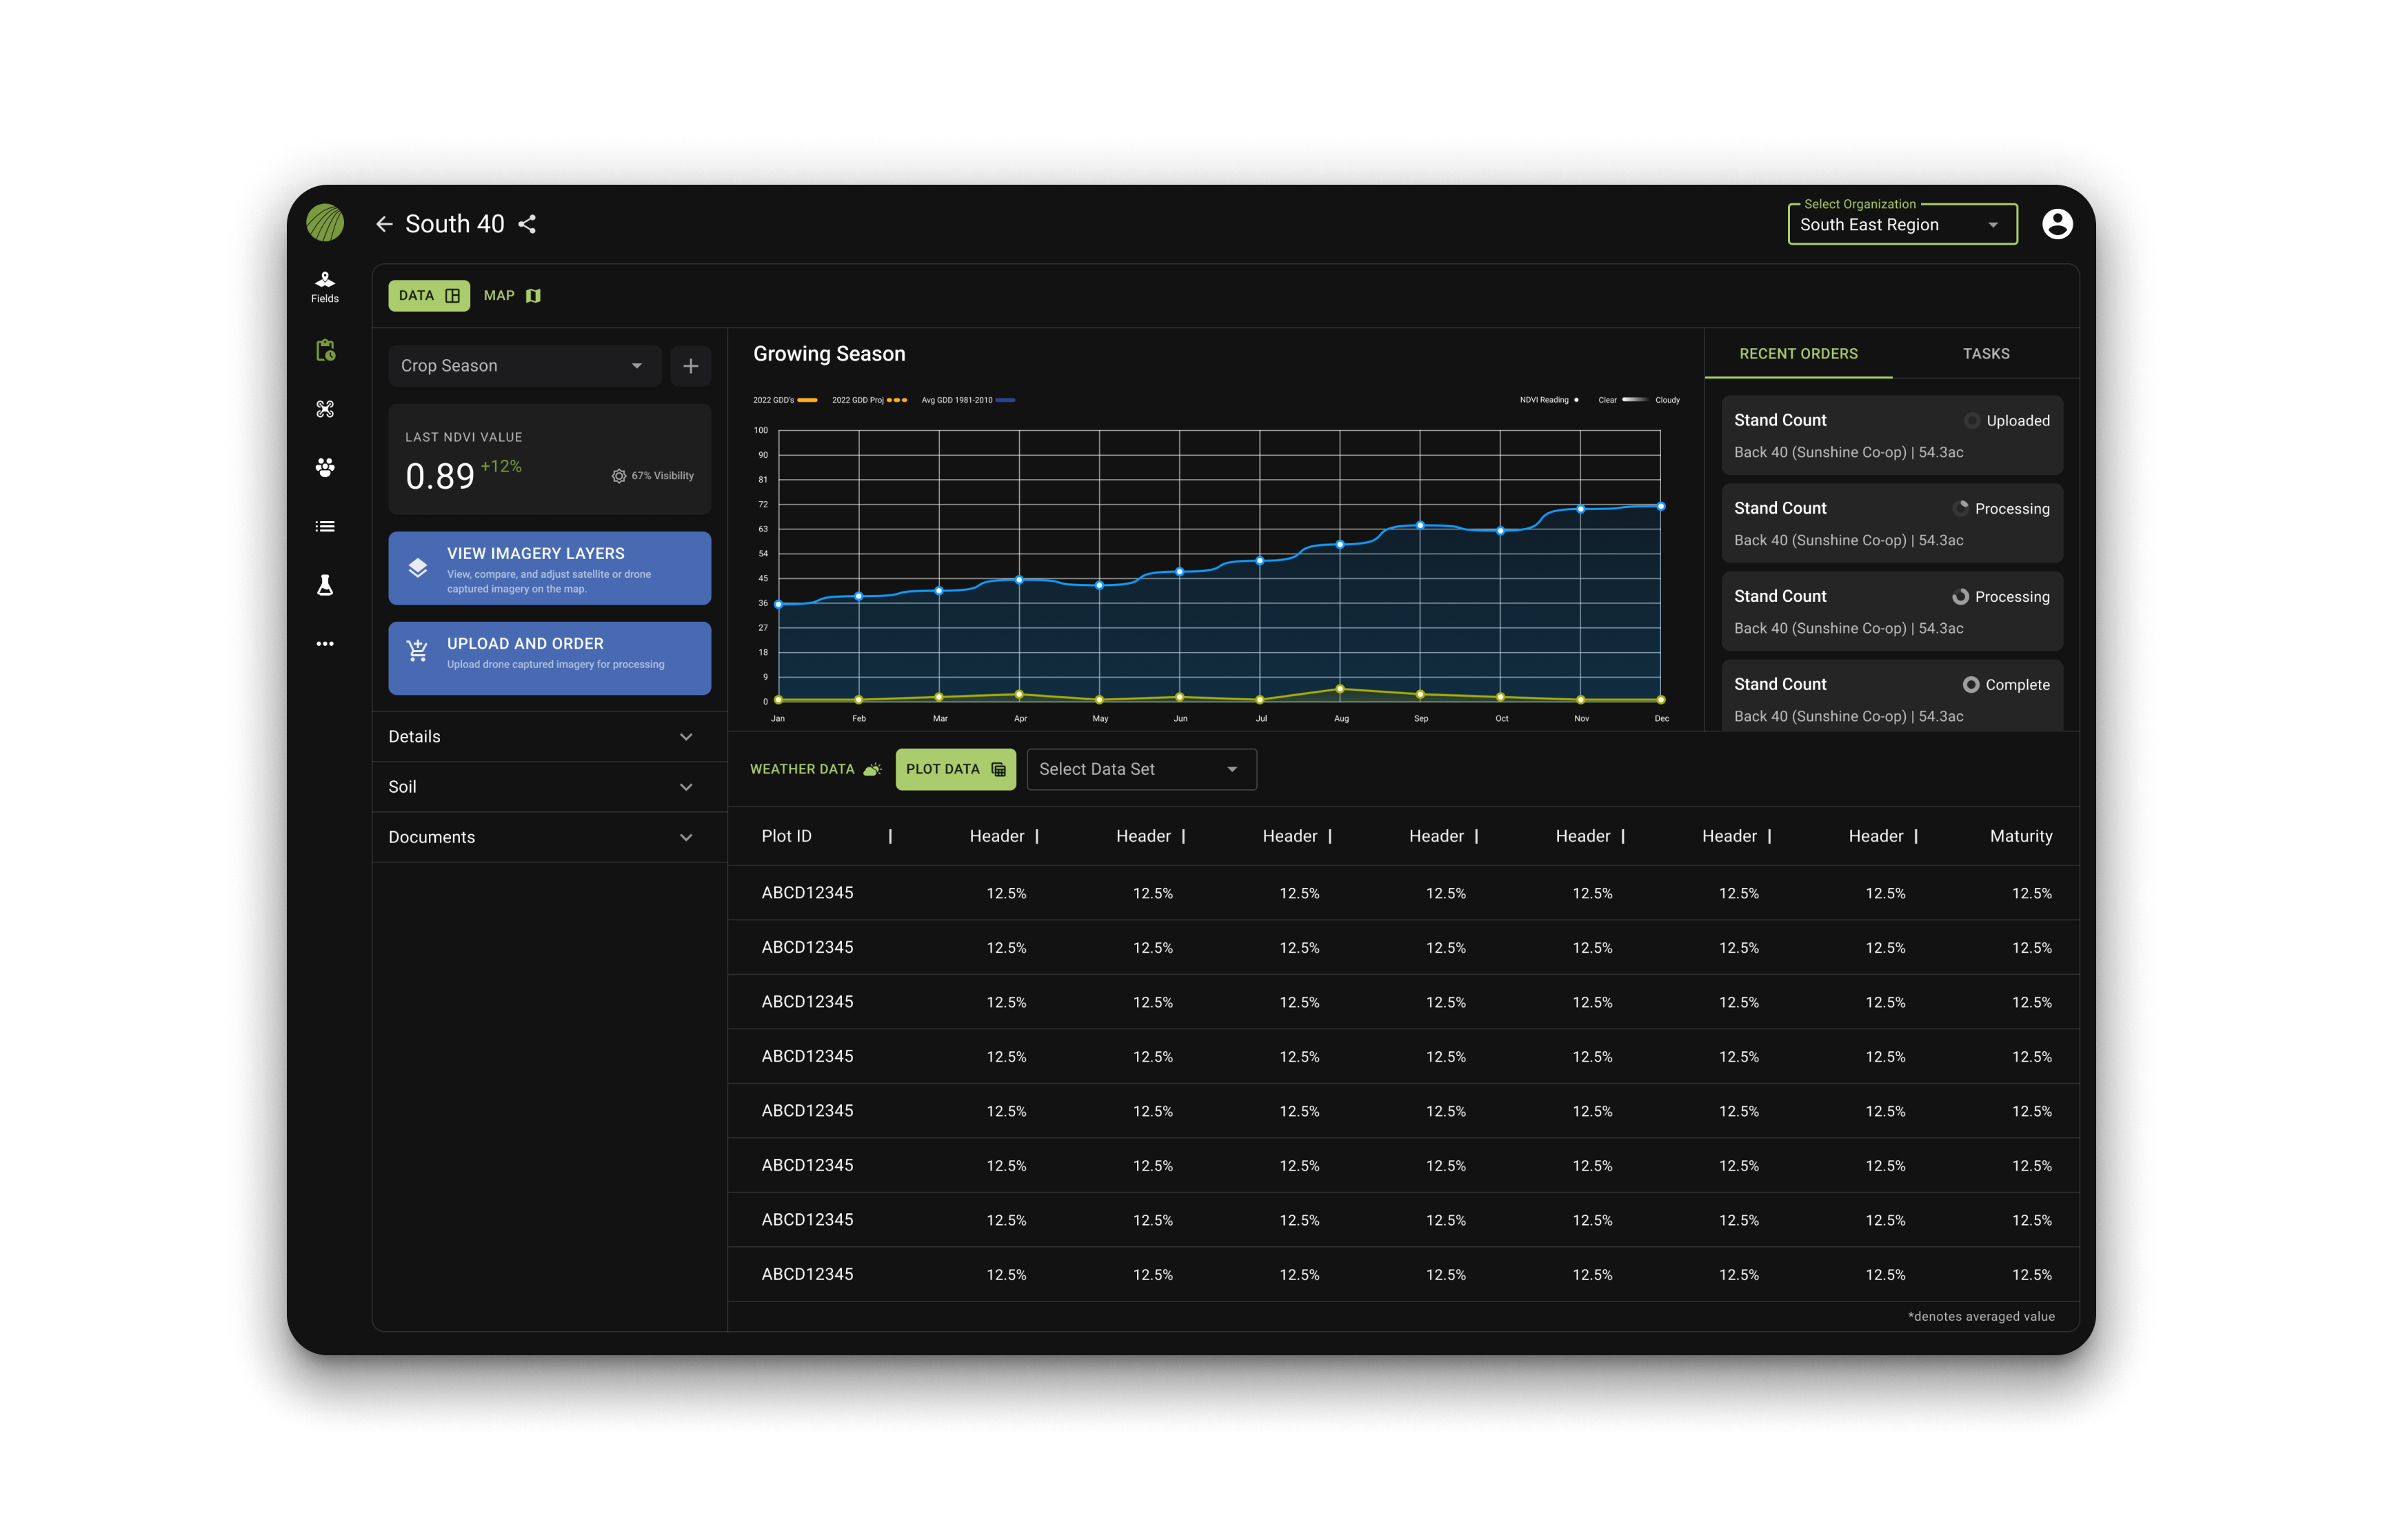 South 40
Select Organization
South East Region
Fields
DATA
MAP
Crop Season
LAST NDVI VALUE
0.89 +12%
67% Visibility
VIEW IMAGERY LAYERS
View, compare, and adjust satellite or drone
captured imagery on the map.
UPLOAD AND ORDER
Upload drone captured imagery for processing
Details
Soil
Documents
Growing Season
2022 GDD's 2022 GDD Proj Avg GDD 1981-2010 NDVI Reading Clear Cloudy
100
90
81
72
63
54
45
36
27
18
9
0
Jan Feb Mar Apr May Jun Jul Aug Sep Oct Nov Dec
RECENT ORDERS TASKS
Stand Count Uploaded
Back 40 (Sunshine Co-op) | 54.3ac
Stand Count Processing
Back 40 (Sunshine Co-op) | 54.3ac
Stand Count Processing
Back 40 (Sunshine Co-op) | 54.3ac
Stand Count Complete
Back 40 (Sunshine Co-op) | 54.3ac
WEATHER DATA PLOT DATA Select Data Set
Plot ID | Header | Header | Header | Header | Header | Header | Header | Maturity
ABCD12345 12.5% 12.5% 12.5% 12.5% 12.5% 12.5% 12.5% 12.5%
ABCD12345 12.5% 12.5% 12.5% 12.5% 12.5% 12.5% 12.5% 12.5%
ABCD12345 12.5% 12.5% 12.5% 12.5% 12.5% 12.5% 12.5% 12.5%
ABCD12345 12.5% 12.5% 12.5% 12.5% 12.5% 12.5% 12.5% 12.5%
ABCD12345 12.5% 12.5% 12.5% 12.5% 12.5% 12.5% 12.5% 12.5%
ABCD12345 12.5% 12.5% 12.5% 12.5% 12.5% 12.5% 12.5% 12.5%
ABCD12345 12.5% 12.5% 12.5% 12.5% 12.5% 12.5% 12.5% 12.5%
ABCD12345 12.5% 12.5% 12.5% 12.5% 12.5% 12.5% 12.5% 12.5%
*denotes averaged value